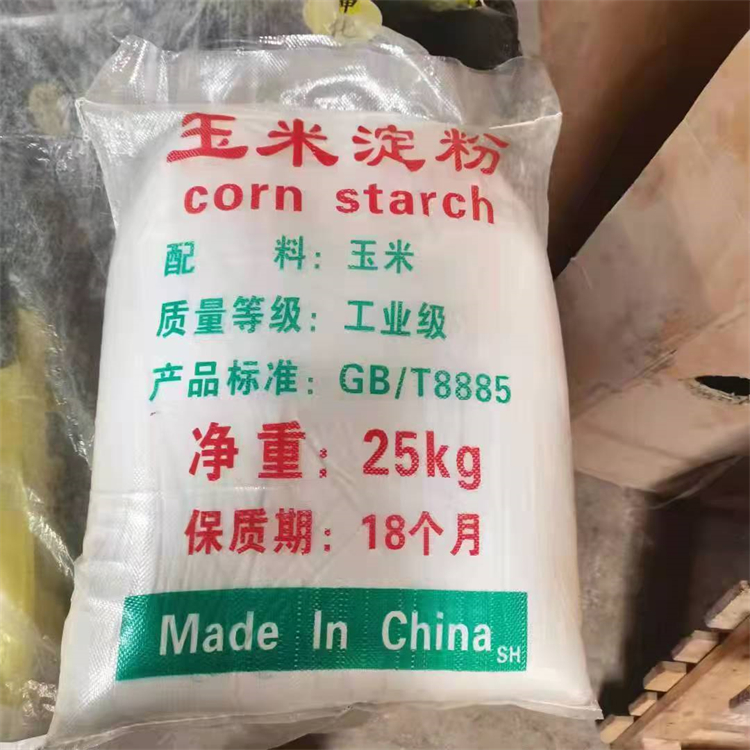 玉米淀粉
corn starch
配 料：玉米
质量等级：工业级
产品标准：GB/T8885
净重：25kg
保质期：18个月
Made In China SH